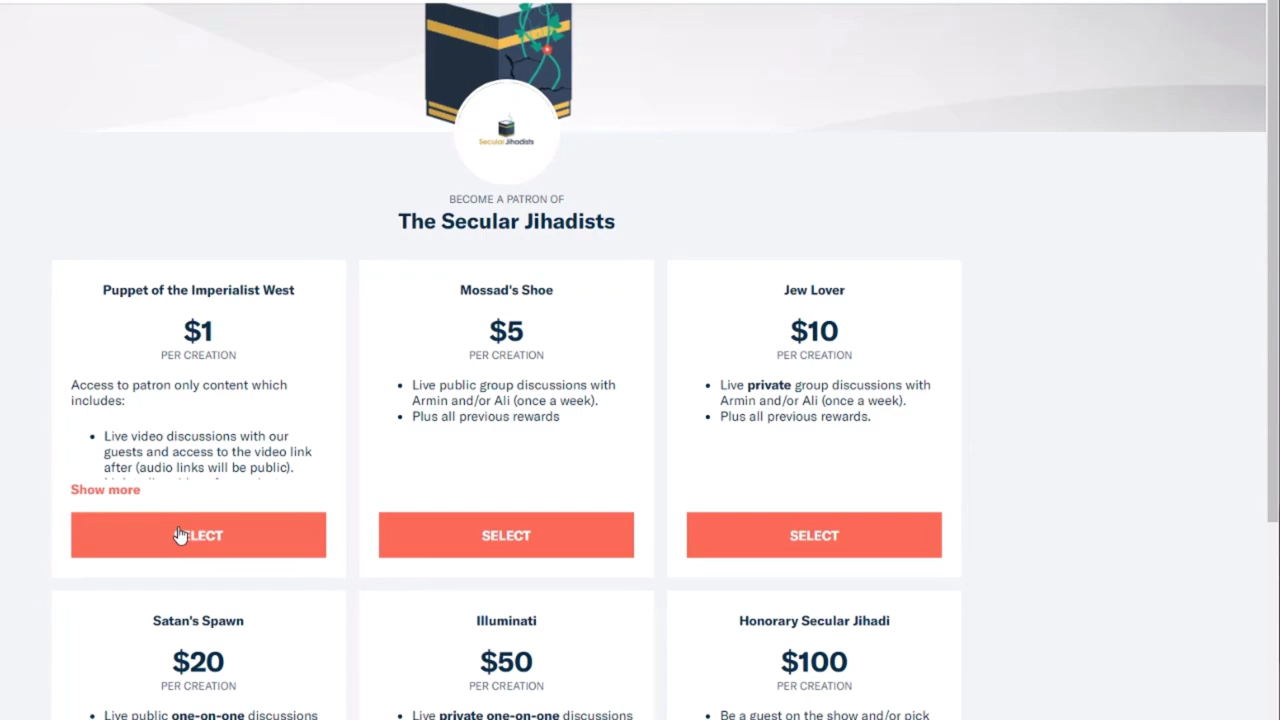 Secular Jihadists
BECOME A PATRON OF
The Secular Jihadists
Puppet of the Imperialist West
$1
PER CREATION
Access to patron only content which
includes:
• Live video discussions with our
guests and access to the video link
after (audio links will be public).
Show more
Mossad's Shoe
$5
PER CREATION
• Live public group discussions with
Armin and/or Ali (once a week).
• Plus all previous rewards
SELECT
Jew Lover
$10
PER CREATION
• Live private group discussions with
Armin and/or Ali (once a week).
• Plus all previous rewards.
SELECT
Satan's Spawn
$20
PER CREATION
• Live public one-on-one discussions
Illuminati
$50
PER CREATION
• Live private one-on-one discussions
Honorary Secular Jihadi
$100
PER CREATION
• Be a guest on the show and/or pick